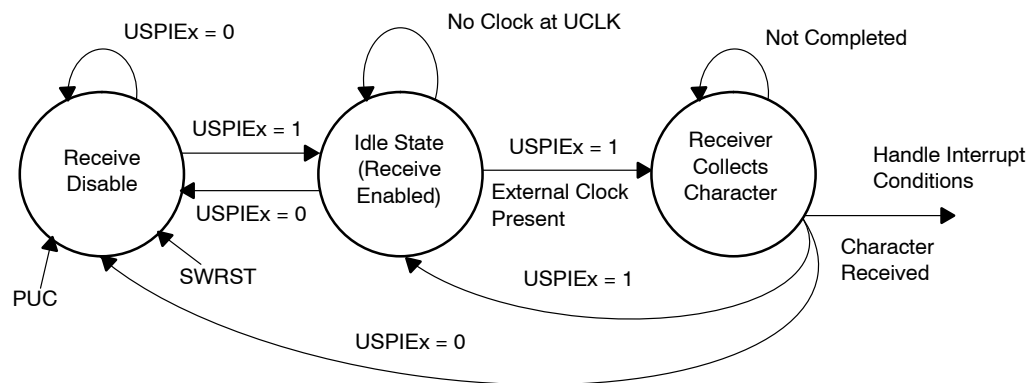 USPIEx = 0
No Clock at UCLK
Not Completed
Receive
Disable
USPIEx = 1
USPIEx = 0
Idle State
(Receive
Enabled)
USPIEx = 1
External Clock
Present
Receiver
Collects
Character
Handle Interrupt
Conditions
Character
Received
PUC
SWRST
USPIEx = 1
USPIEx = 0